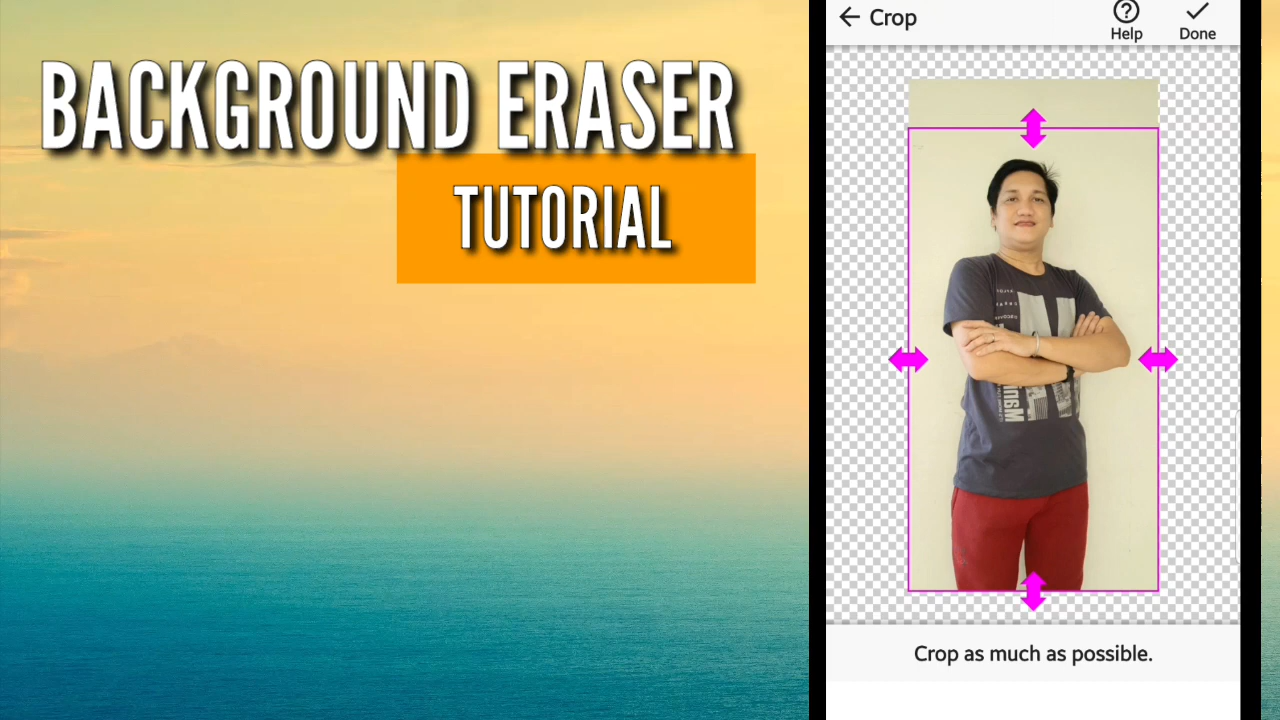 BACKGROUND ERASER
TUTORIAL
Crop
Help
Done
Crop as much as possible.